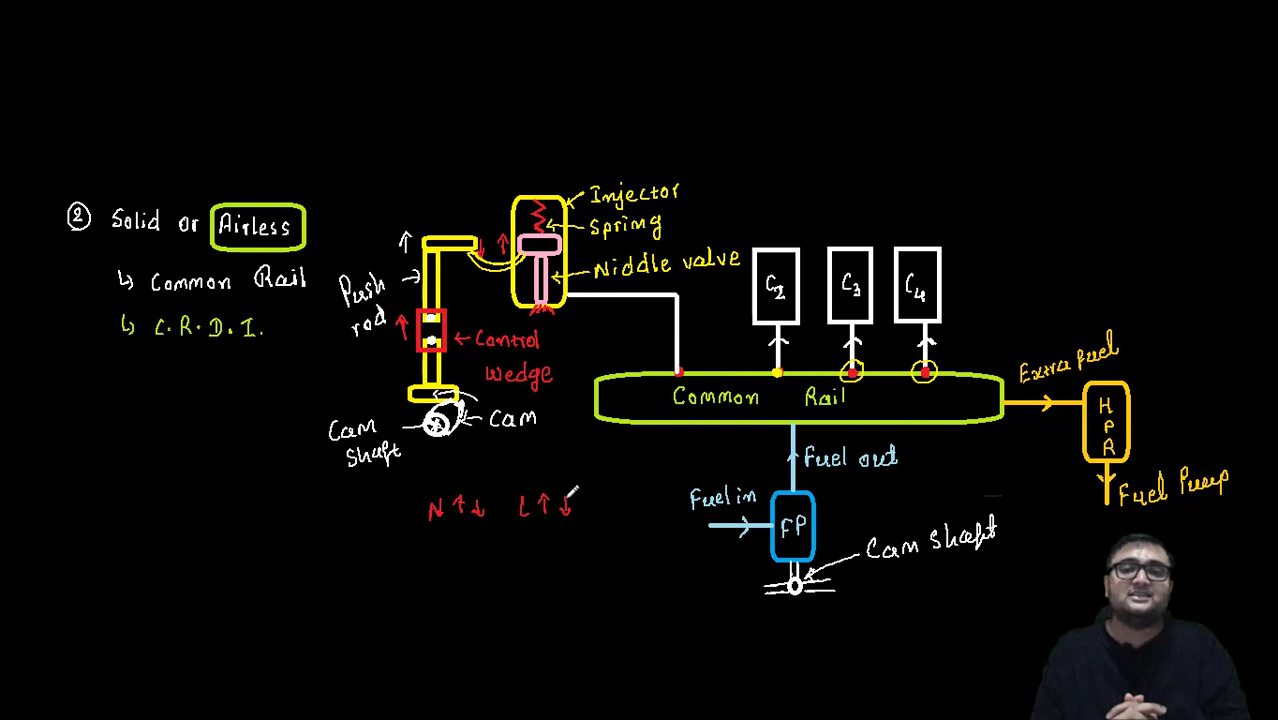 ② Solid or Airless
↳ Common Rail
↳ C.R.D.I.
Injector
Spring
Niddle valve
Push
rod
← Control
wedge
Cam
Cam
shaft
N↑↓ L↑↓
C2
C3
C4
Common Rail
Extra fuel
H
P
R
Fuel Pump
Fuel out
Fuel in
FP
Cam Shaft